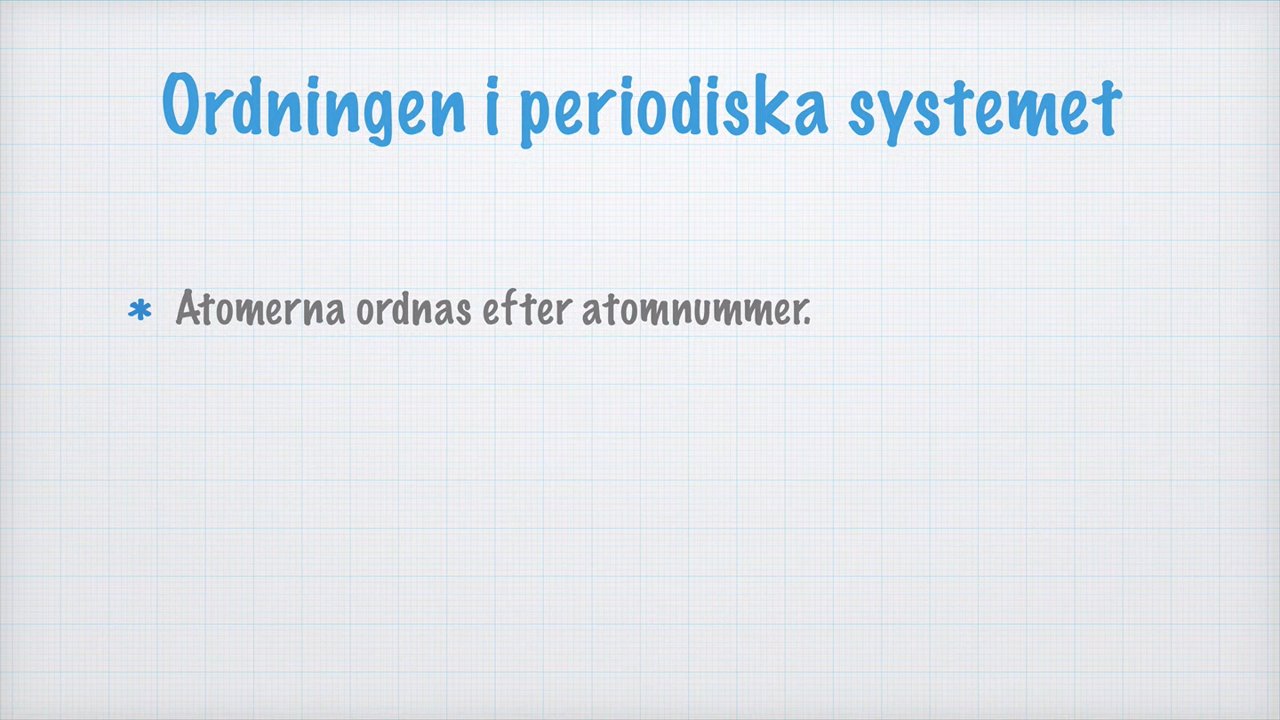 Ordningen i periodiska systemet
* Atomerna ordnas efter atomnummer.